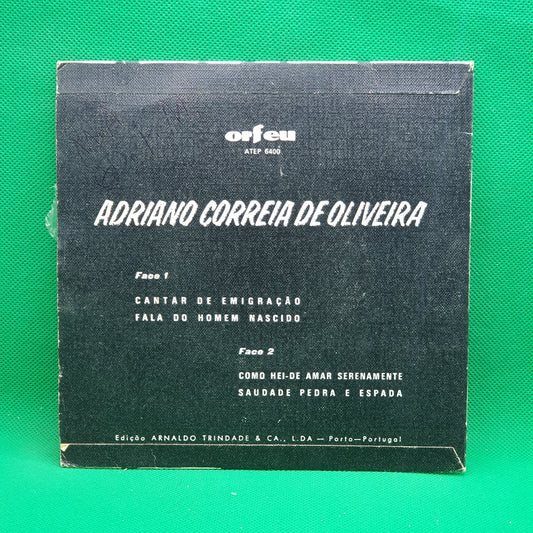 orfeu
ATEP 6400
ADRIANO CORREIA DE OLIVEIRA
Face 1
CANTAR DE EMIGRAÇÃO
FALA DO HOMEM NASCIDO
Face 2
COMO HEI-DE AMAR SERENAMENTE
SAUDADE PEDRA E ESPADA
Edição ARNALDO TRINDADE & CA., L.DA — Porto—Portugal